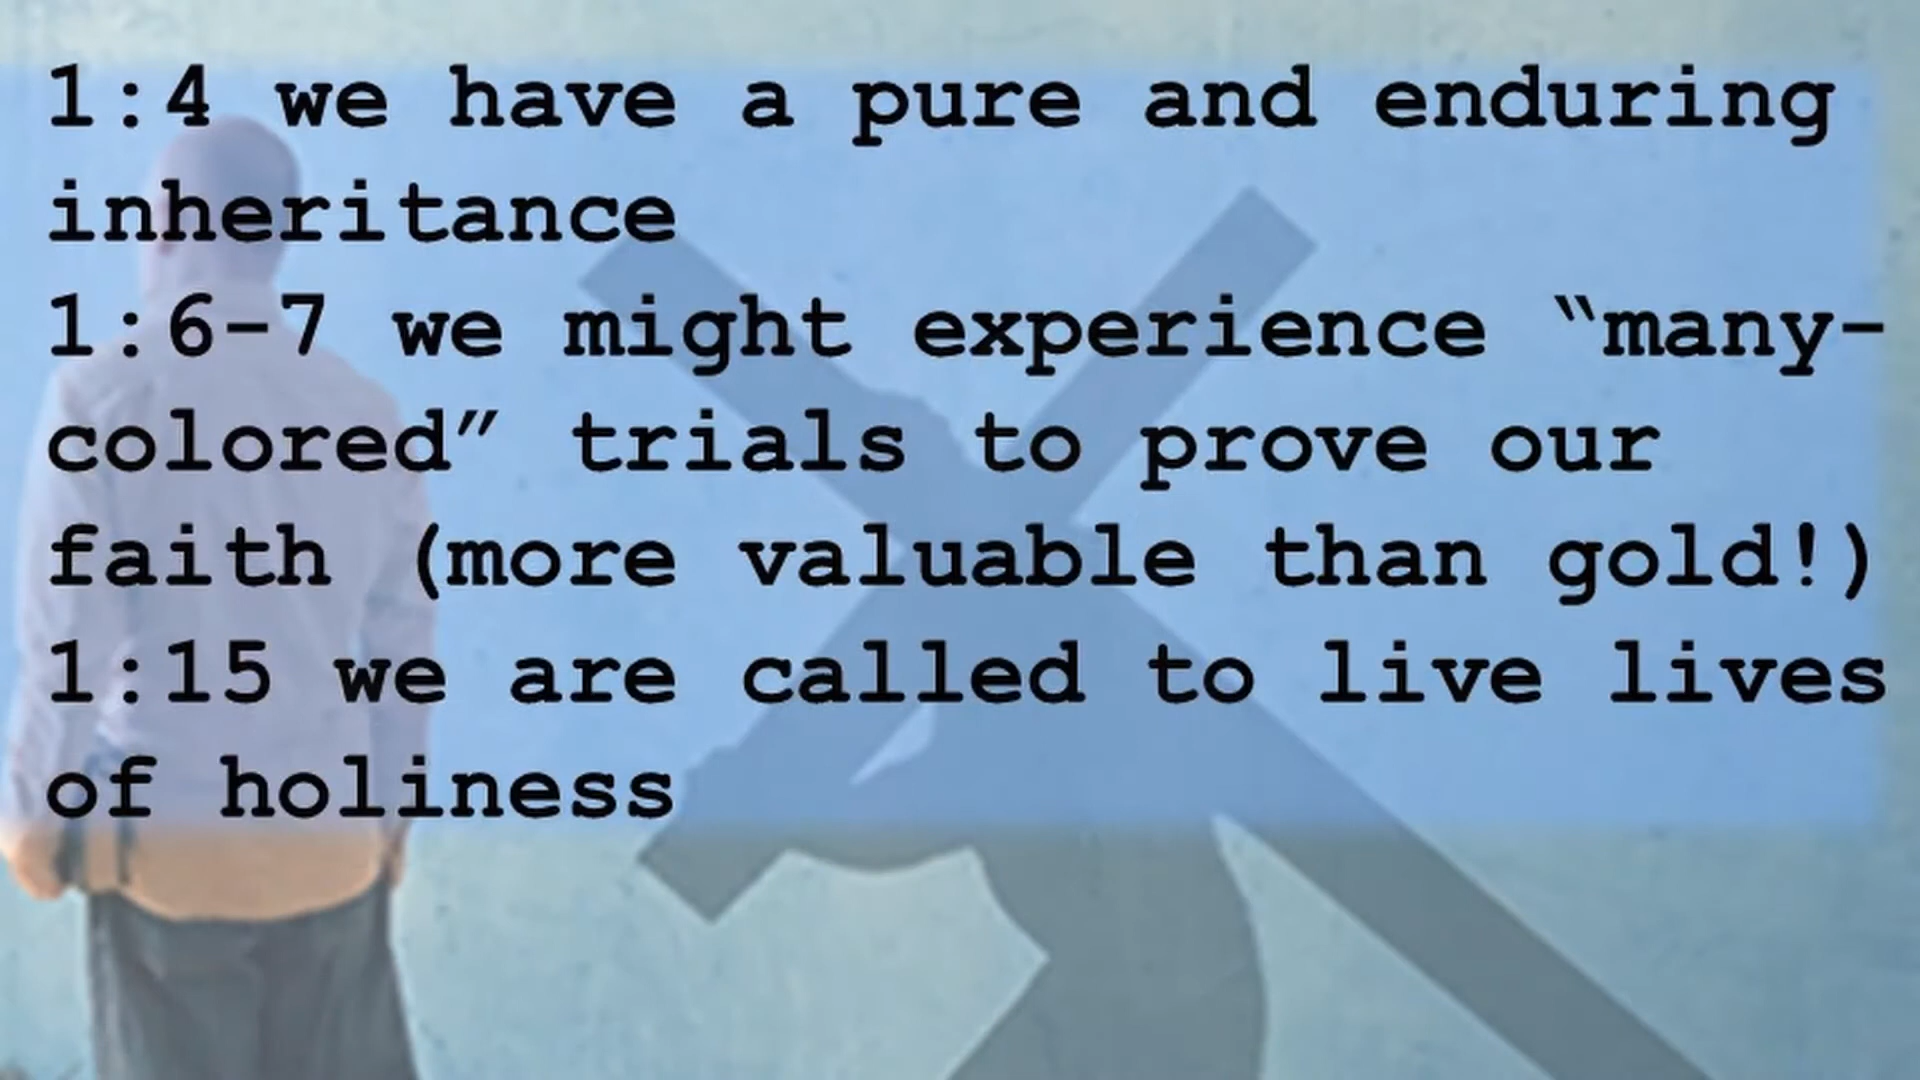 1:4 we have a pure and enduring
inheritance
1:6-7 we might experience “many-
colored” trials to prove our
faith (more valuable than gold!)
1:15 we are called to live lives
of holiness